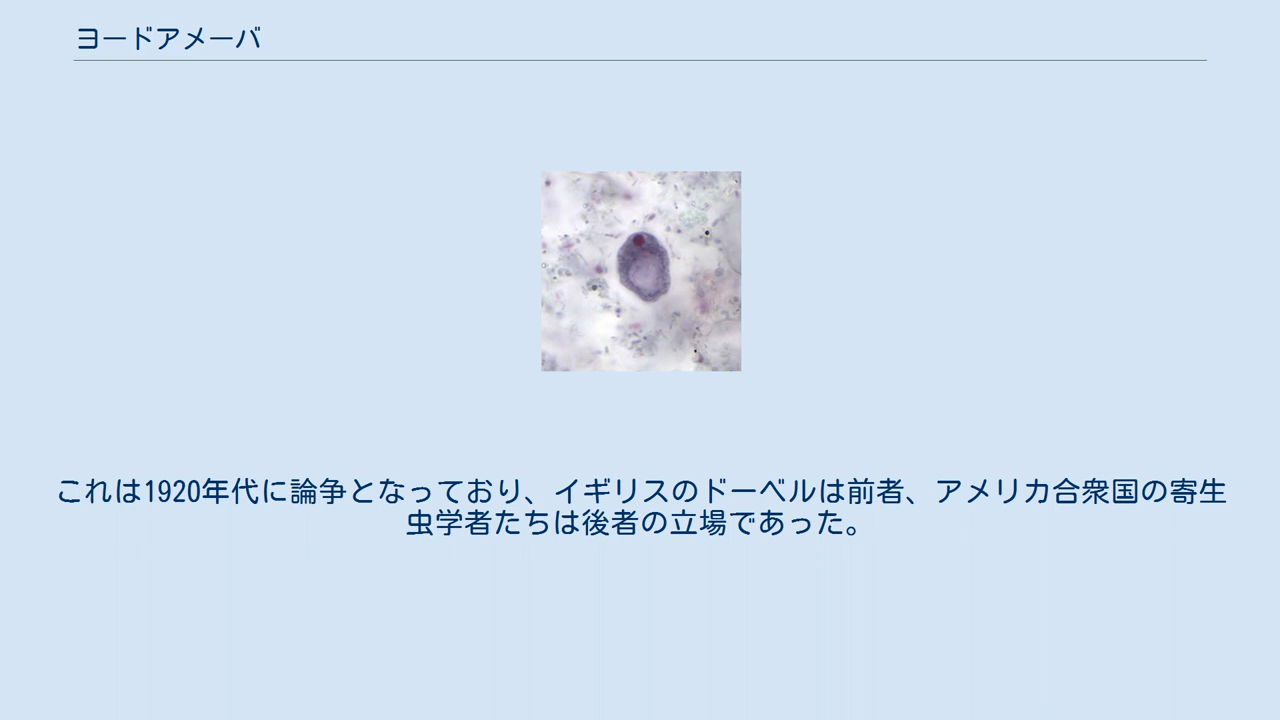 ヨードアメーバ
これは1920年代に論争となっており、イギリスのドーベルは前者、アメリカ合衆国の寄生
虫学者たちは後者の立場であった。